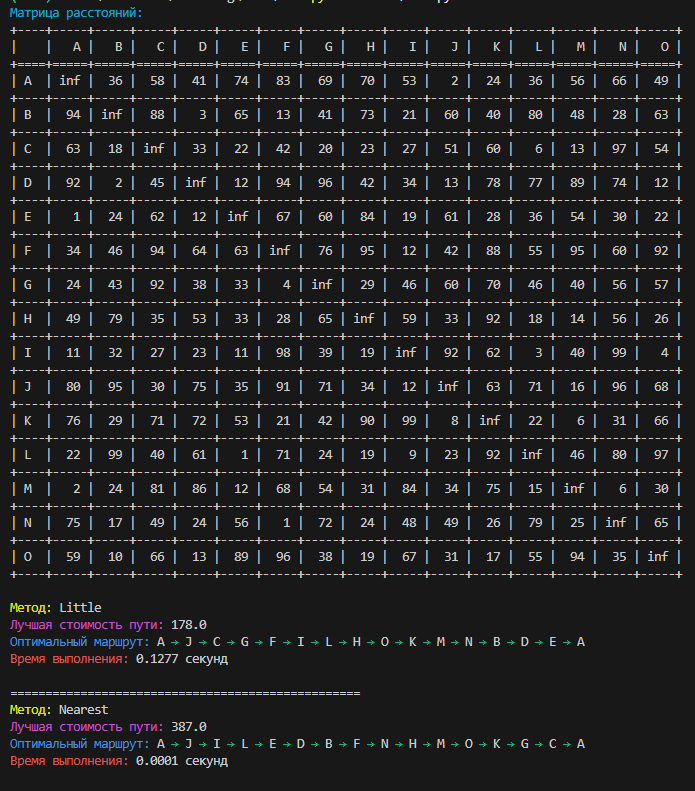 Матрица расстояний:
+----+-----+-----+-----+-----+-----+-----+-----+-----+-----+-----+-----+-----+-----+-----+-----+
|    |   A |   B |   C |   D |   E |   F |   G |   H |   I |   J |   K |   L |   M |   N |   O |
+====+=====+=====+=====+=====+=====+=====+=====+=====+=====+=====+=====+=====+=====+=====+=====+
| A  | inf |  36 |  58 |  41 |  74 |  83 |  69 |  70 |  53 |   2 |  24 |  36 |  56 |  66 |  49 |
+----+-----+-----+-----+-----+-----+-----+-----+-----+-----+-----+-----+-----+-----+-----+-----+
| B  |  94 | inf |  88 |   3 |  65 |  13 |  41 |  73 |  21 |  60 |  40 |  80 |  48 |  28 |  63 |
+----+-----+-----+-----+-----+-----+-----+-----+-----+-----+-----+-----+-----+-----+-----+-----+
| C  |  63 |  18 | inf |  33 |  22 |  42 |  20 |  23 |  27 |  51 |  60 |   6 |  13 |  97 |  54 |
+----+-----+-----+-----+-----+-----+-----+-----+-----+-----+-----+-----+-----+-----+-----+-----+
| D  |  92 |   2 |  45 | inf |  12 |  94 |  96 |  42 |  34 |  13 |  78 |  77 |  89 |  74 |  12 |
+----+-----+-----+-----+-----+-----+-----+-----+-----+-----+-----+-----+-----+-----+-----+-----+
| E  |   1 |  24 |  62 |  12 | inf |  67 |  60 |  84 |  19 |  61 |  28 |  36 |  54 |  30 |  22 |
+----+-----+-----+-----+-----+-----+-----+-----+-----+-----+-----+-----+-----+-----+-----+-----+
| F  |  34 |  46 |  94 |  64 |  63 | inf |  76 |  95 |  12 |  42 |  88 |  55 |  95 |  60 |  92 |
+----+-----+-----+-----+-----+-----+-----+-----+-----+-----+-----+-----+-----+-----+-----+-----+
| G  |  24 |  43 |  92 |  38 |  33 |   4 | inf |  29 |  46 |  60 |  70 |  46 |  40 |  56 |  57 |
+----+-----+-----+-----+-----+-----+-----+-----+-----+-----+-----+-----+-----+-----+-----+-----+
| H  |  49 |  79 |  35 |  53 |  33 |  28 |  65 | inf |  59 |  33 |  92 |  18 |  14 |  56 |  26 |
+----+-----+-----+-----+-----+-----+-----+-----+-----+-----+-----+-----+-----+-----+-----+-----+
| I  |  11 |  32 |  27 |  23 |  11 |  98 |  39 |  19 | inf |  92 |  62 |   3 |  40 |  99 |   4 |
+----+-----+-----+-----+-----+-----+-----+-----+-----+-----+-----+-----+-----+-----+-----+-----+
| J  |  80 |  95 |  30 |  75 |  35 |  91 |  71 |  34 |  12 | inf |  63 |  71 |  16 |  96 |  68 |
+----+-----+-----+-----+-----+-----+-----+-----+-----+-----+-----+-----+-----+-----+-----+-----+
| K  |  76 |  29 |  71 |  72 |  53 |  21 |  42 |  90 |  99 |   8 | inf |  22 |   6 |  31 |  66 |
+----+-----+-----+-----+-----+-----+-----+-----+-----+-----+-----+-----+-----+-----+-----+-----+
| L  |  22 |  99 |  40 |  61 |   1 |  71 |  24 |  19 |   9 |  23 |  92 | inf |  46 |  80 |  97 |
+----+-----+-----+-----+-----+-----+-----+-----+-----+-----+-----+-----+-----+-----+-----+-----+
| M  |   2 |  24 |  81 |  86 |  12 |  68 |  54 |  31 |  84 |  34 |  75 |  15 | inf |   6 |  30 |
+----+-----+-----+-----+-----+-----+-----+-----+-----+-----+-----+-----+-----+-----+-----+-----+
| N  |  75 |  17 |  49 |  24 |  56 |   1 |  72 |  24 |  48 |  49 |  26 |  79 |  25 | inf |  65 |
+----+-----+-----+-----+-----+-----+-----+-----+-----+-----+-----+-----+-----+-----+-----+-----+
| O  |  59 |  10 |  66 |  13 |  89 |  96 |  38 |  19 |  67 |  31 |  17 |  55 |  94 |  35 | inf |
+----+-----+-----+-----+-----+-----+-----+-----+-----+-----+-----+-----+-----+-----+-----+-----+
Метод: Little
Лучшая стоимость пути: 178.0
Оптимальный маршрут: A → J → C → G → F → I → L → H → O → K → M → N → B → D → E → A
Время выполнения: 0.1277 секунд
==================================================
Метод: Nearest
Лучшая стоимость пути: 387.0
Оптимальный маршрут: A → J → I → L → E → D → B → F → N → H → M → O → K → G → C → A
Время выполнения: 0.0001 секунд